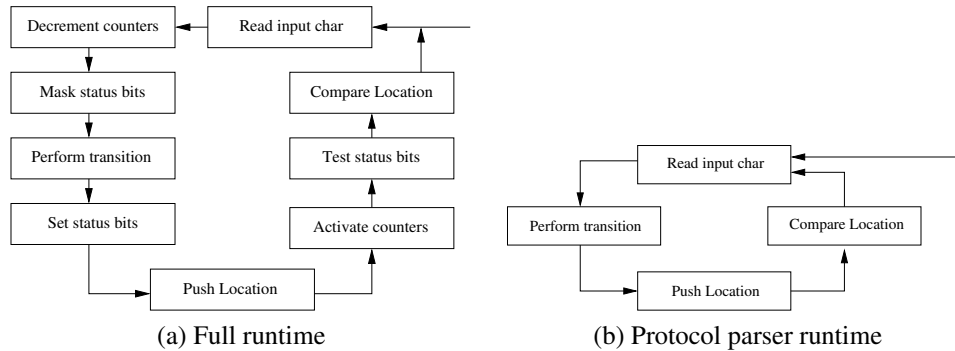 Decrement counters
Read input char
Mask status bits
Compare Location
Perform transition
Test status bits
Set status bits
Activate counters
Push Location
(a) Full runtime
Read input char
Perform transition
Compare Location
Push Location
(b) Protocol parser runtime